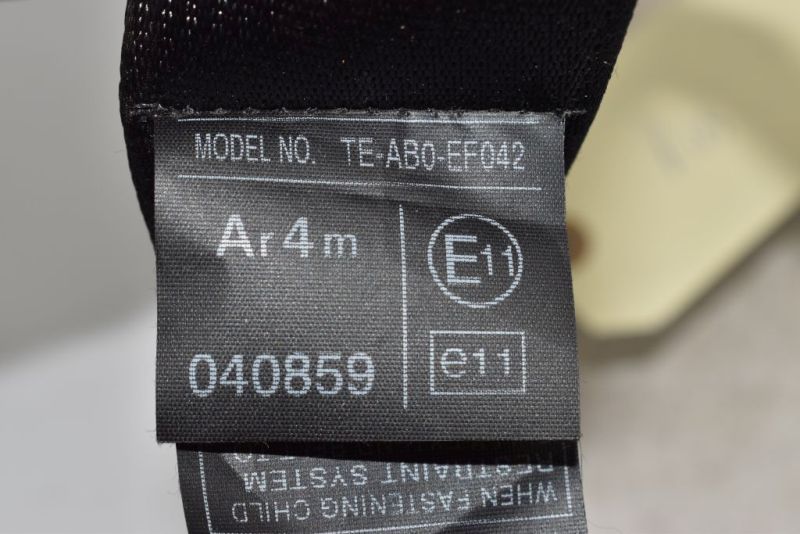 MODEL NO. TE-AB0-EF042
Ar4m
E11
040859
e11
WHEN FASTENING CHILD
RESTRAINT SYSTEM